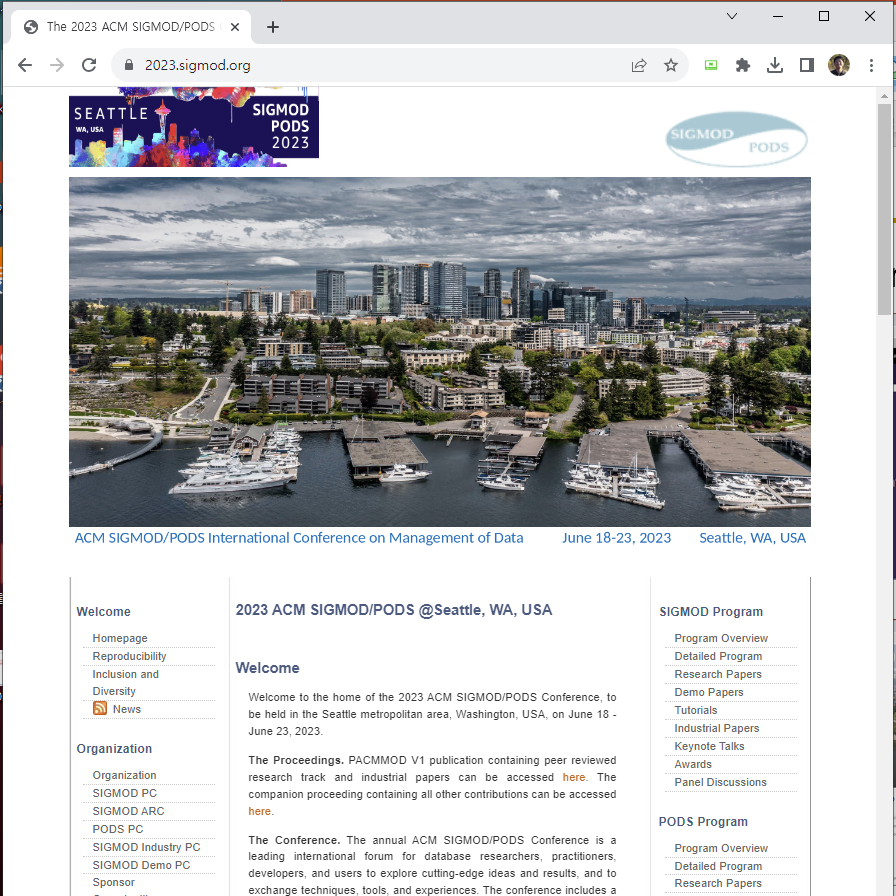 The 2023 ACM SIGMOD/PODS
2023.sigmod.org
SEATTLE
WA, USA
SIGMOD
PODS
2023
SIGMOD
PODS
ACM SIGMOD/PODS International Conference on Management of Data June 18-23, 2023 Seattle, WA, USA
Welcome
Homepage
Reproducibility
Inclusion and
Diversity
News
Organization
Organization
SIGMOD PC
SIGMOD ARC
PODS PC
SIGMOD Industry PC
SIGMOD Demo PC
Sponsor
2023 ACM SIGMOD/PODS @Seattle, WA, USA
Welcome
Welcome to the home of the 2023 ACM SIGMOD/PODS Conference, to
be held in the Seattle metropolitan area, Washington, USA, on June 18 -
June 23, 2023.
The Proceedings. PACMMOD V1 publication containing peer reviewed
research track and industrial papers can be accessed here. The
companion proceeding containing all other contributions can be accessed
here.
The Conference. The annual ACM SIGMOD/PODS Conference is a
leading international forum for database researchers, practitioners,
developers, and users to explore cutting-edge ideas and results, and to
exchange techniques, tools, and experiences. The conference includes a
SIGMOD Program
Program Overview
Detailed Program
Research Papers
Demo Papers
Tutorials
Industrial Papers
Keynote Talks
Awards
Panel Discussions
PODS Program
Program Overview
Detailed Program
Research Papers